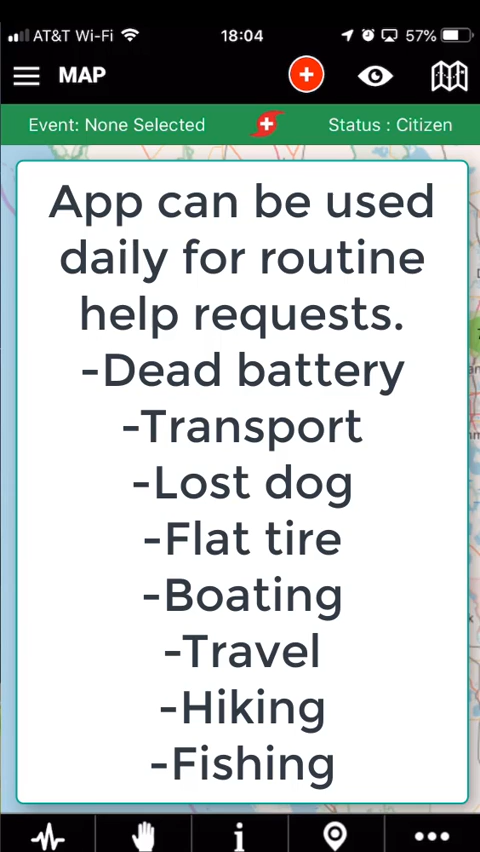 AT&T Wi-Fi 18:04 57%
MAP
Event: None Selected Status : Citizen
App can be used
daily for routine
help requests.
-Dead battery
-Transport
-Lost dog
-Flat tire
-Boating
-Travel
-Hiking
-Fishing